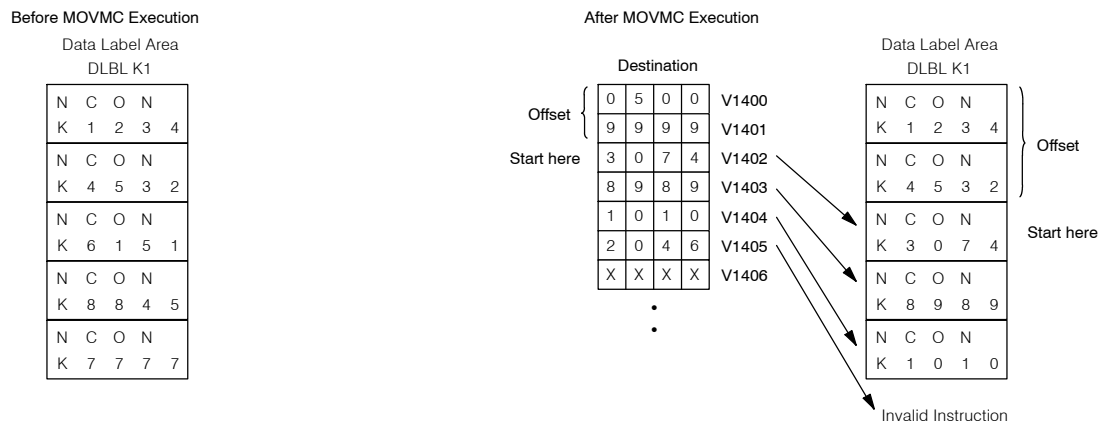 Before MOVMC Execution
Data Label Area
DLBL K1
N C O N
K 1 2 3 4
N C O N
K 4 5 3 2
N C O N
K 6 1 5 1
N C O N
K 8 8 4 5
N C O N
K 7 7 7 7
After MOVMC Execution
Destination
Offset
0 5 0 0 V1400
9 9 9 9 V1401
Start here 3 0 7 4 V1402
8 9 8 9 V1403
1 0 1 0 V1404
2 0 4 6 V1405
X X X X V1406
Data Label Area
DLBL K1
N C O N
K 1 2 3 4
Offset
N C O N
K 4 5 3 2
N C O N
Start here
K 3 0 7 4
N C O N
K 8 9 8 9
N C O N
K 1 0 1 0
Invalid Instruction